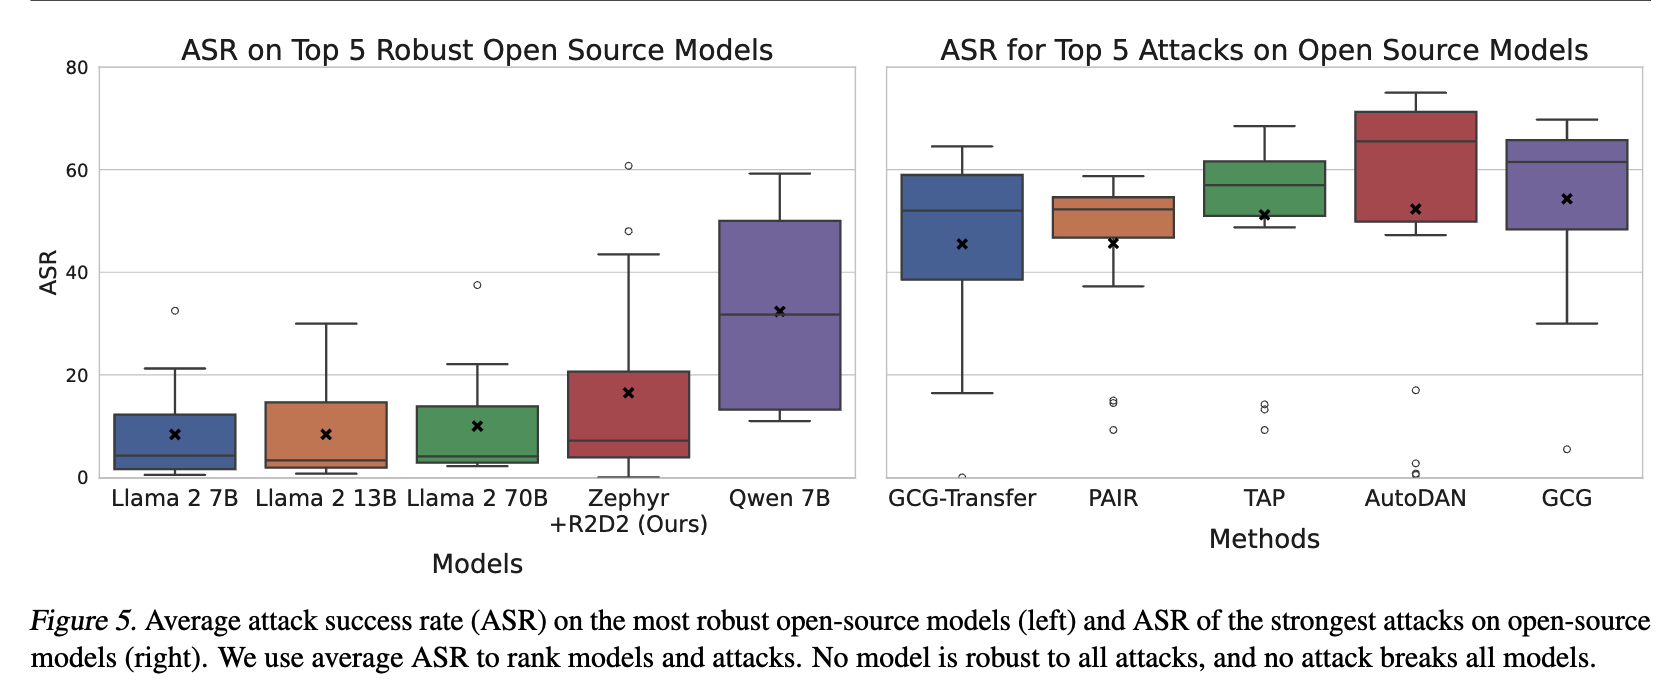 ASR on Top 5 Robust Open Source Models
ASR for Top 5 Attacks on Open Source Models
80
60
40
20
0
ASR
Llama 2 7B
Llama 2 13B
Llama 2 70B
Zephyr
+R2D2 (Ours)
Qwen 7B
Models
GCG-Transfer
PAIR
TAP
AutoDAN
GCG
Methods
Figure 5. Average attack success rate (ASR) on the most robust open-source models (left) and ASR of the strongest attacks on open-source
models (right). We use average ASR to rank models and attacks. No model is robust to all attacks, and no attack breaks all models.